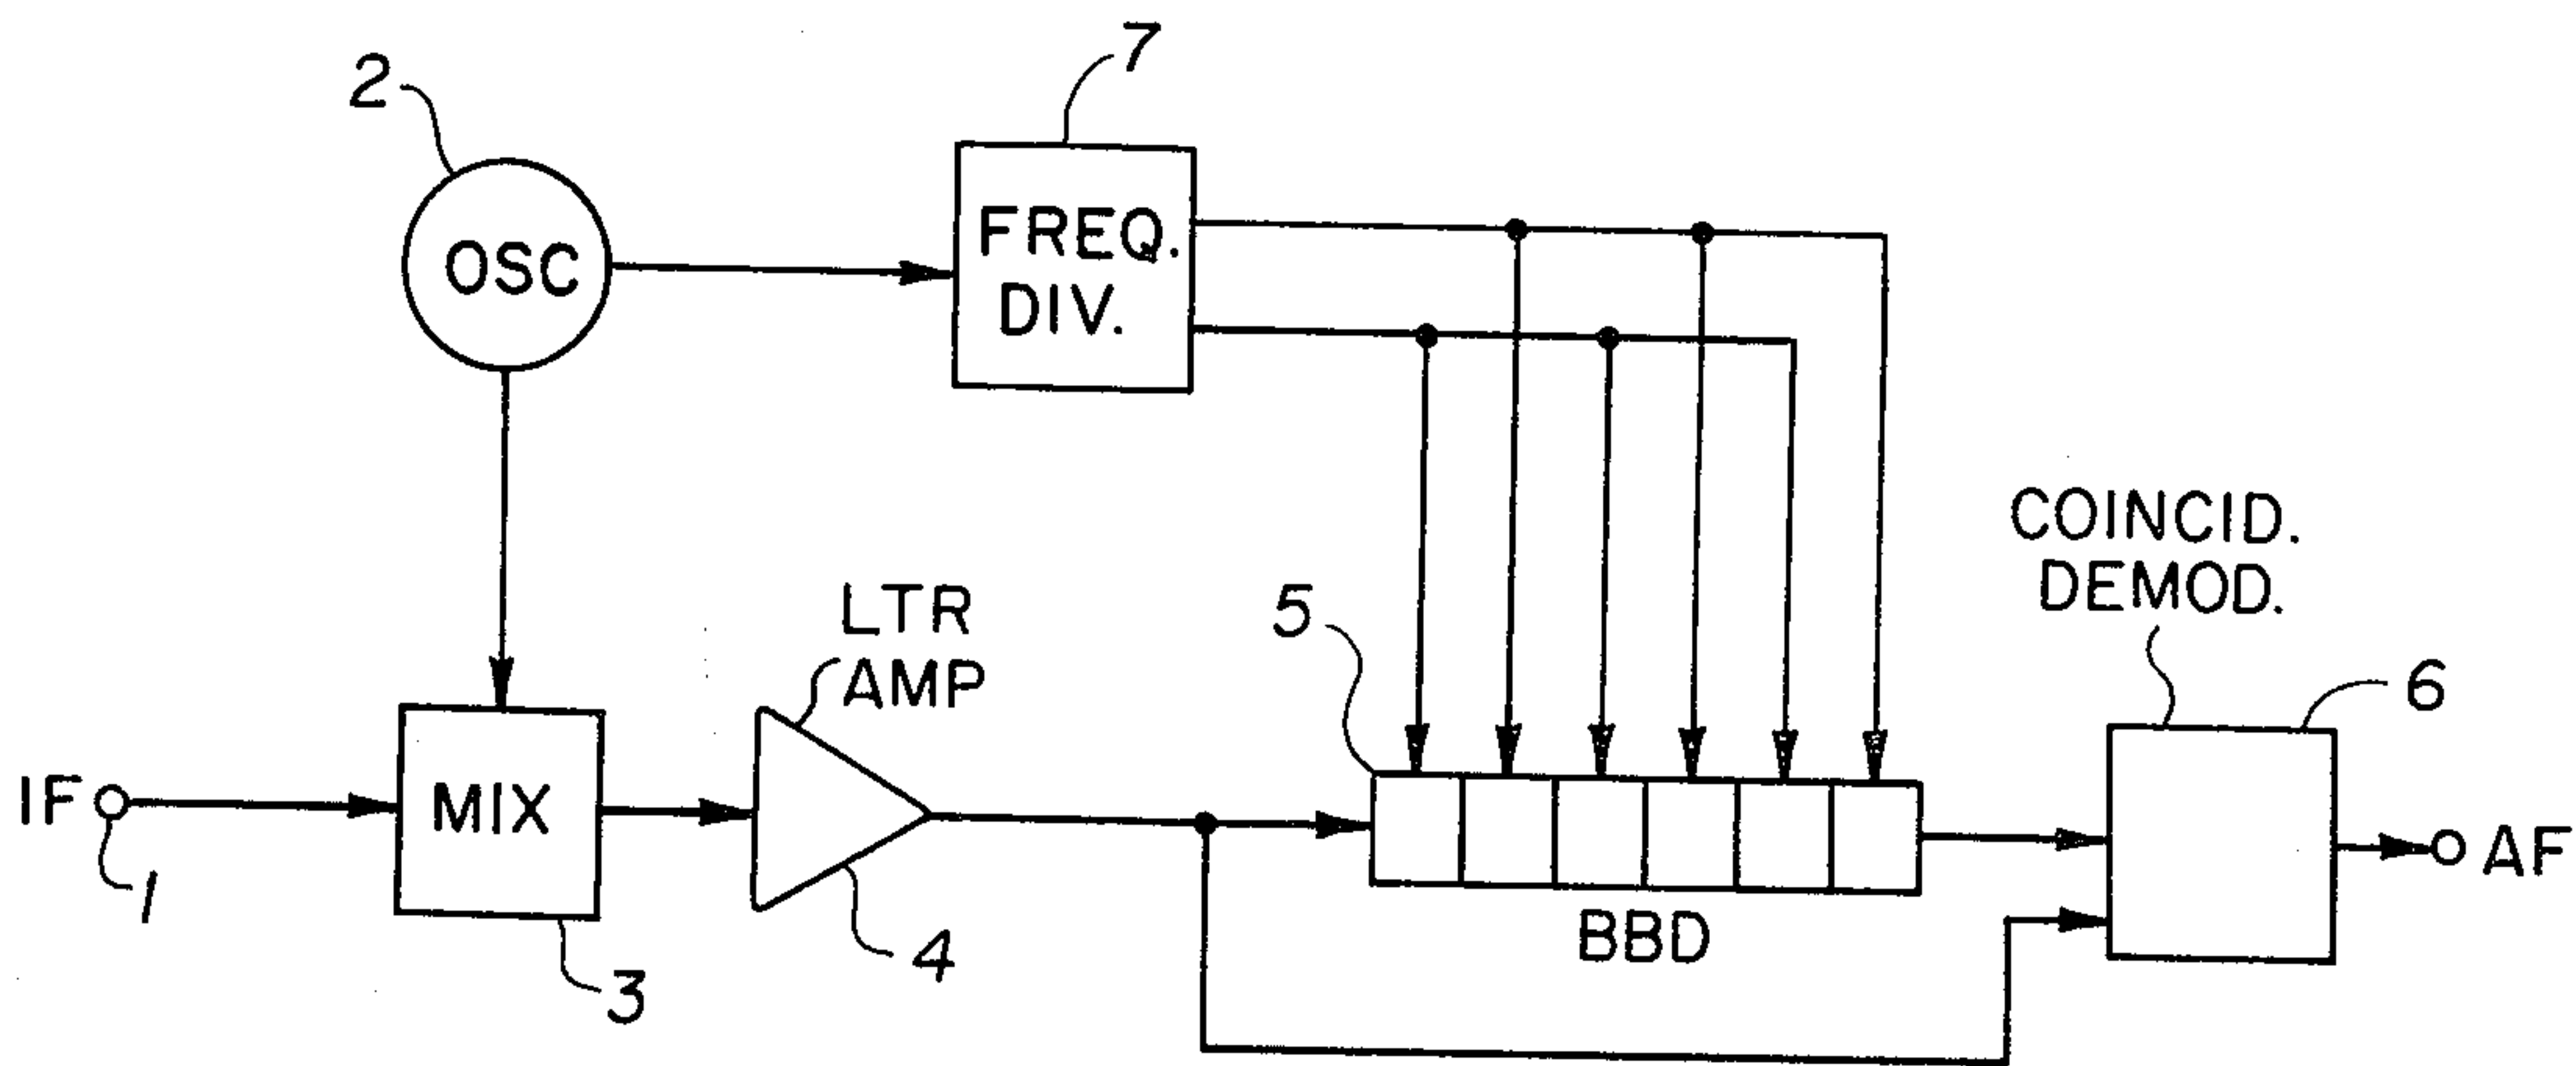 7
2
FREQ.
DIV.
OSC
COINCID.
DEMOD.
LTR
AMP
5
6
IF
MIX
AF
1
BBD
4
3